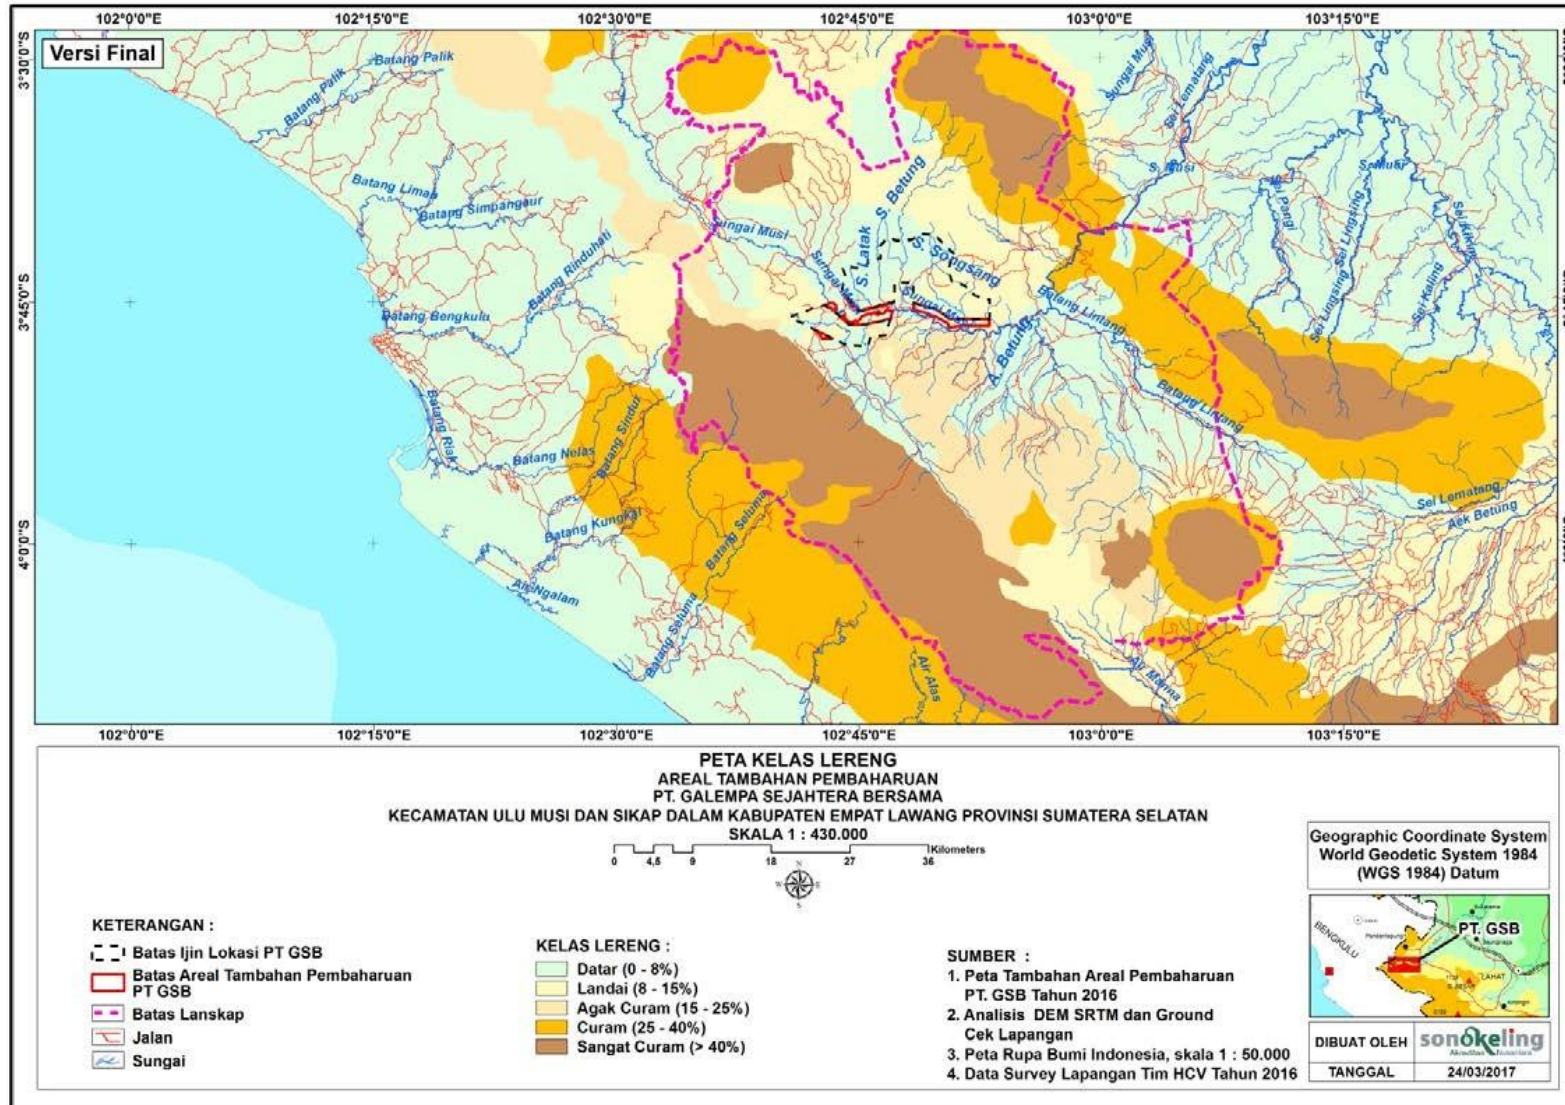 102°0'0"E 102°15'0"E 102°30'0"E 102°45'0"E 103°0'0"E 103°15'0"E
Versi Final
3°30'0"S
3°45'0"S
4°0'0"S
Batang Palik
Batang Palik
Batang Limau
Batang Simpangaur
Batang Rinduhati
Batang Bengkulu
Batang Riak
Batang Nelas
Batang Sindur
Batang Kungkai
Batang Seluma
Batang Seluma
Air Ngalam
Air Alas
Air Manna
Sungai Musi
S. Latak
S. Betung
S. Songsang
A. Betung
Batang Lintang
Batang Lintang
Sungai Musi
Sei Lematang
S. Musi
S. Musi
Sei Lingsing
Sei Lingsing
Sei Kikim
Sei Lematang
Aek Betung
102°0'0"E 102°15'0"E 102°30'0"E 102°45'0"E 103°0'0"E 103°15'0"E
PETA KELAS LERENG
AREAL TAMBAHAN PEMBAHARUAN
PT. GALEMPA SEJAHTERA BERSAMA
KECAMATAN ULU MUSI DAN SIKAP DALAM KABUPATEN EMPAT LAWANG PROVINSI SUMATERA SELATAN
SKALA 1 : 430.000
Kilometers
0 4,5 9 18 27 36
N
W E
S
KETERANGAN :
Batas Ijin Lokasi PT GSB
Batas Areal Tambahan Pembaharuan
PT GSB
Batas Lanskap
Jalan
Sungai
KELAS LERENG :
Datar (0 - 8%)
Landai (8 - 15%)
Agak Curam (15 - 25%)
Curam (25 - 40%)
Sangat Curam (> 40%)
SUMBER :
1. Peta Tambahan Areal Pembaharuan
PT. GSB Tahun 2016
2. Analisis DEM SRTM dan Ground
Cek Lapangan
3. Peta Rupa Bumi Indonesia, skala 1 : 50.000
4. Data Survey Lapangan Tim HCV Tahun 2016
Geographic Coordinate System
World Geodetic System 1984
(WGS 1984) Datum
PT. GSB
BENGKULU
LAHAT
DIBUAT OLEH
sonokeling
Akreditas Nusantara
TANGGAL 24/03/2017